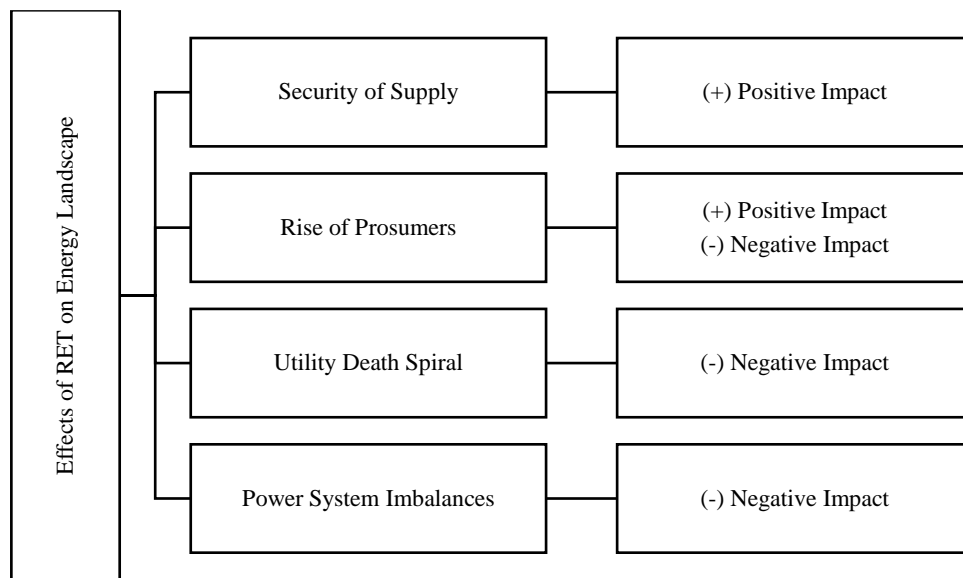 Effects of RET on Energy Landscape
Security of Supply
(+) Positive Impact
Rise of Prosumers
(+) Positive Impact
(-) Negative Impact
Utility Death Spiral
(-) Negative Impact
Power System Imbalances
(-) Negative Impact